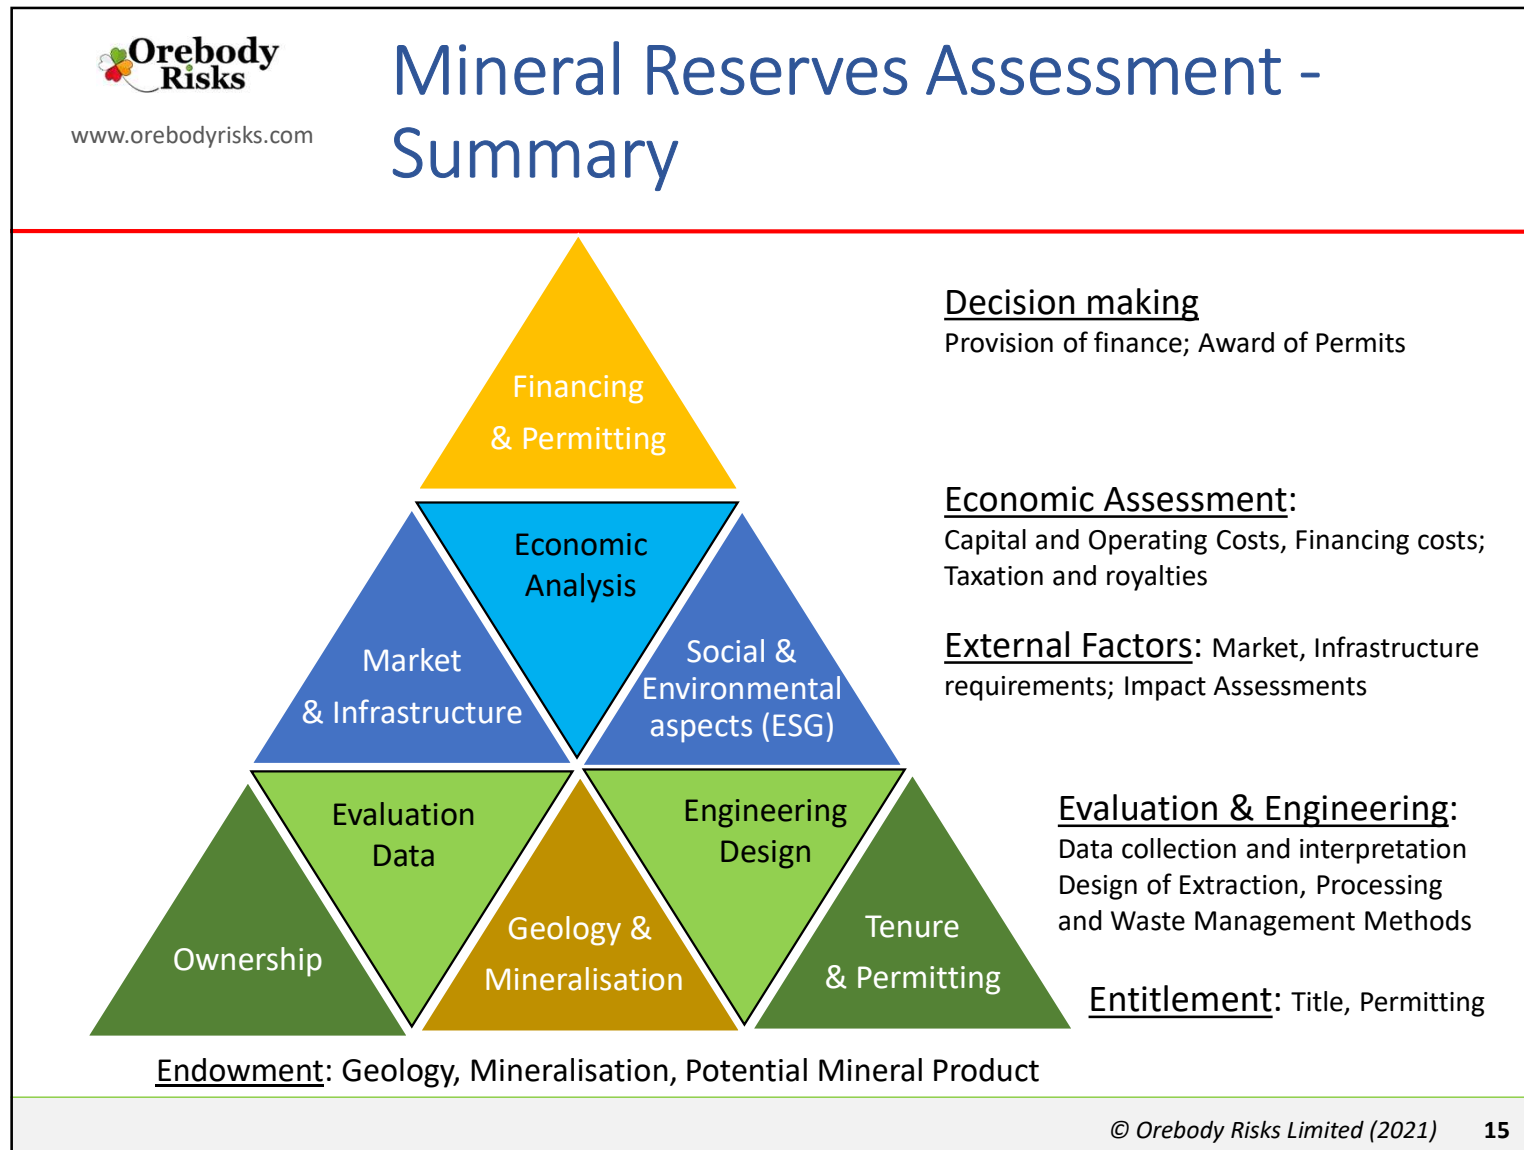 Orebody
Risks
www.orebodyrisks.com
Mineral Reserves Assessment -
Summary
Financing
& Permitting
Economic
Analysis
Market
& Infrastructure
Social &
Environmental
aspects (ESG)
Evaluation
Data
Engineering
Design
Ownership
Geology &
Mineralisation
Tenure
& Permitting
Decision making
Provision of finance; Award of Permits
Economic Assessment:
Capital and Operating Costs, Financing costs;
Taxation and royalties
External Factors: Market, Infrastructure
requirements; Impact Assessments
Evaluation & Engineering:
Data collection and interpretation
Design of Extraction, Processing
and Waste Management Methods
Entitlement: Title, Permitting
Endowment: Geology, Mineralisation, Potential Mineral Product
© Orebody Risks Limited (2021) 15